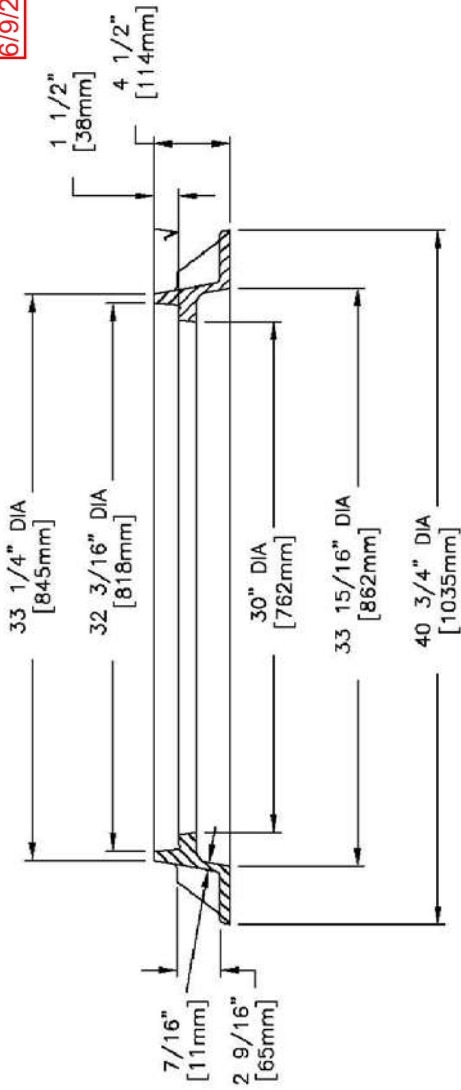 6/9/2
1 1/2"
[38mm]
4 1/2"
[114mm]
33 1/4" DIA
[845mm]
32 3/16" DIA
[818mm]
30" DIA
[762mm]
33 15/16" DIA
[862mm]
40 3/4" DIA
[1035mm]
7/16"
[11mm]
2 9/16"
[65mm]